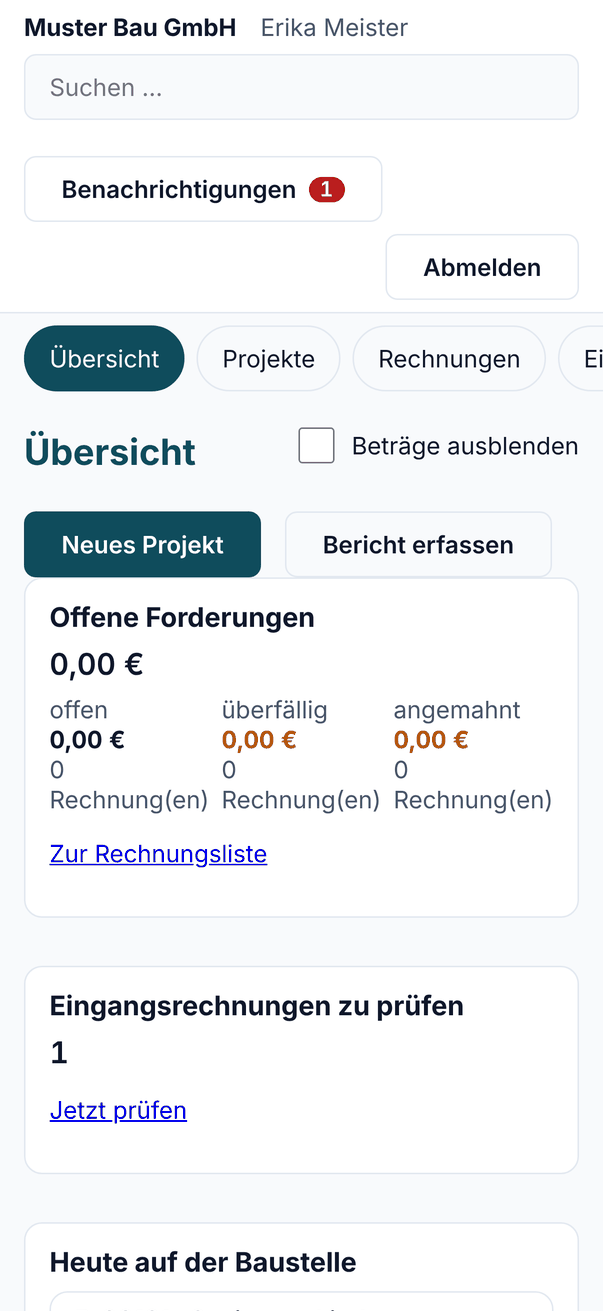 Muster Bau GmbH Erika Meister
Suchen ...
Benachrichtigungen 1
Abmelden
Übersicht Projekte Rechnungen Ei
Übersicht Beträge ausblenden
Neues Projekt Bericht erfassen
Offene Forderungen
0,00 €
offen überfällig angemahnt
0,00 € 0,00 € 0,00 €
0 0 0
Rechnung(en) Rechnung(en) Rechnung(en)
Zur Rechnungsliste
Eingangsrechnungen zu prüfen
1
Jetzt prüfen
Heute auf der Baustelle